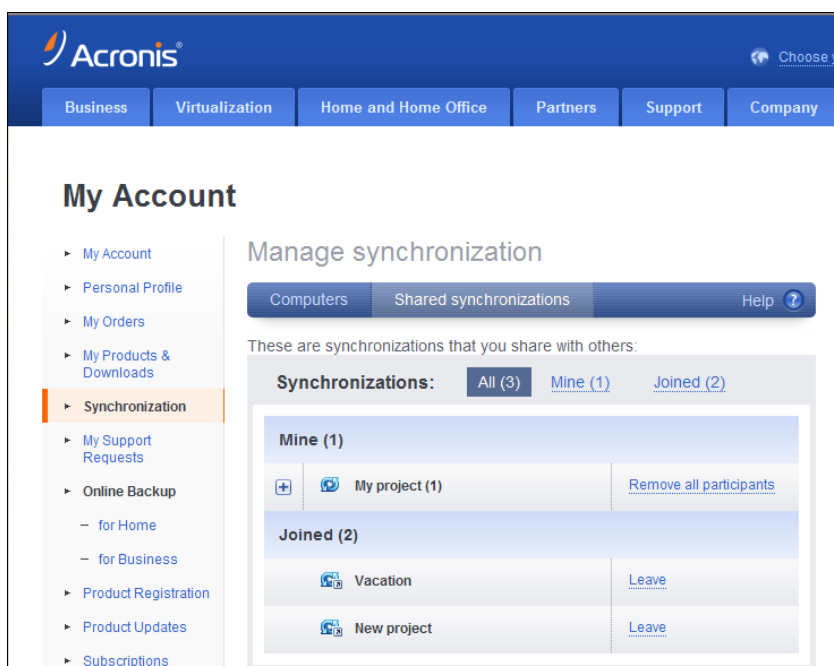 Acronis®
Choose
Business Virtualization Home and Home Office Partners Support Company
My Account
My Account
Personal Profile
My Orders
My Products &
Downloads
Synchronization
My Support
Requests
Online Backup
– for Home
– for Business
Product Registration
Product Updates
Subscriptions
Manage synchronization
Computers Shared synchronizations Help ?
These are synchronizations that you share with others:
Synchronizations: All (3) Mine (1) Joined (2)
Mine (1)
My project (1) Remove all participants
Joined (2)
Vacation Leave
New project Leave